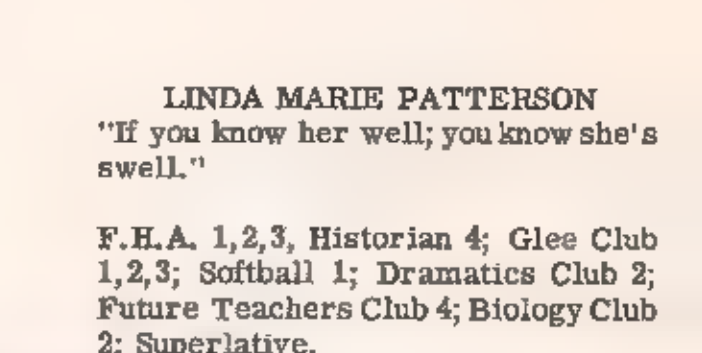 LINDA MARIE PATTERSON
"If you know her well; you know she's
swell."
F.H.A. 1,2,3, Historian 4; Glee Club
1,2,3; Softball 1; Dramatics Club 2;
Future Teachers Club 4; Biology Club
2; Superlative.